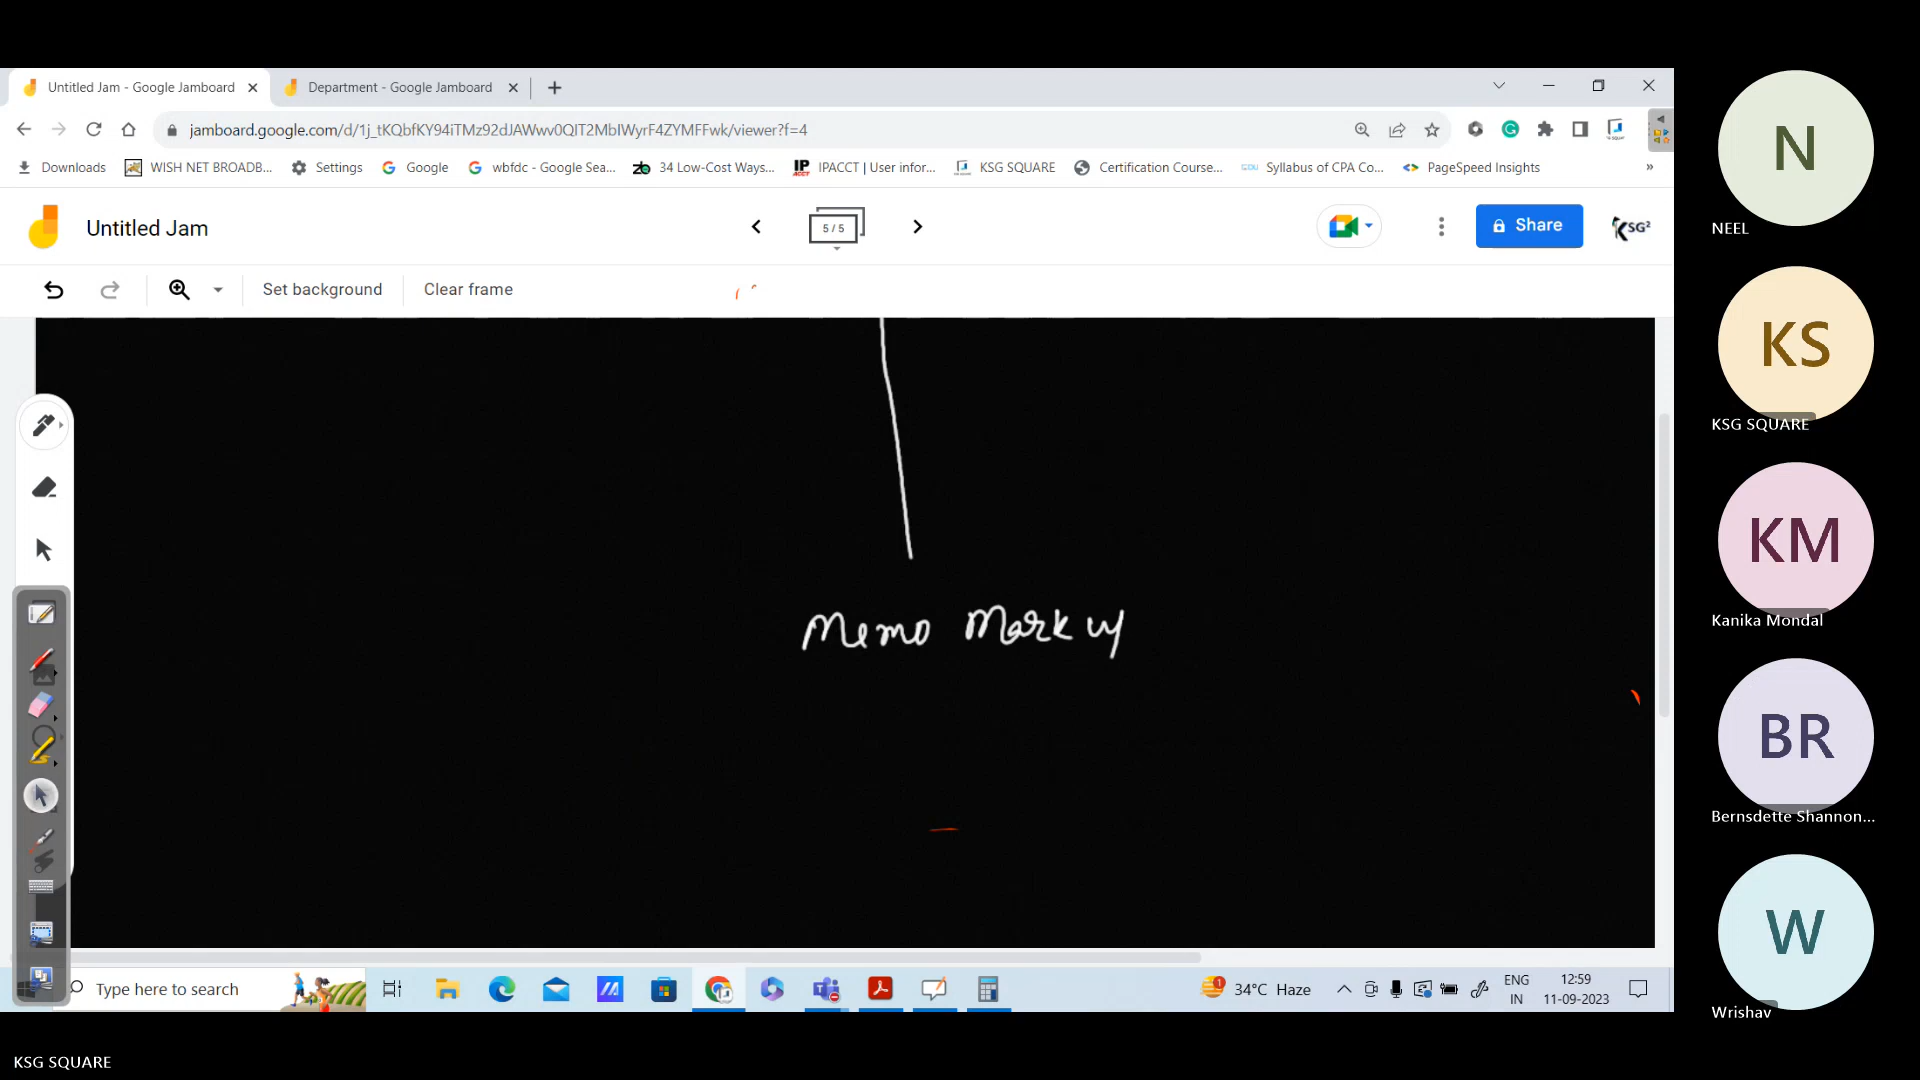 Untitled Jam - Google Jamboard
Department - Google Jamboard
jamboard.google.com/d/1j_tKQbfKY94iTMz92dJAWwv0QIT2MbIWyrF4ZYMFFwk/viewer?f=4
Downloads WISH NET BROADB... Settings Google wbfdc - Google Sea... 34 Low-Cost Ways... IPACCT | User infor... KSG SQUARE Certification Course... Syllabus of CPA Co... PageSpeed Insights »
Untitled Jam
5 / 5
Share
KSG²
Set background
Clear frame
Memo Mark up
Type here to search
34°C Haze
ENG
IN
12:59
11-09-2023
N
NEEL
KS
KSG SQUARE
KM
Kanika Mondal
BR
Bernsdette Shannon...
W
Wrishav
KSG SQUARE